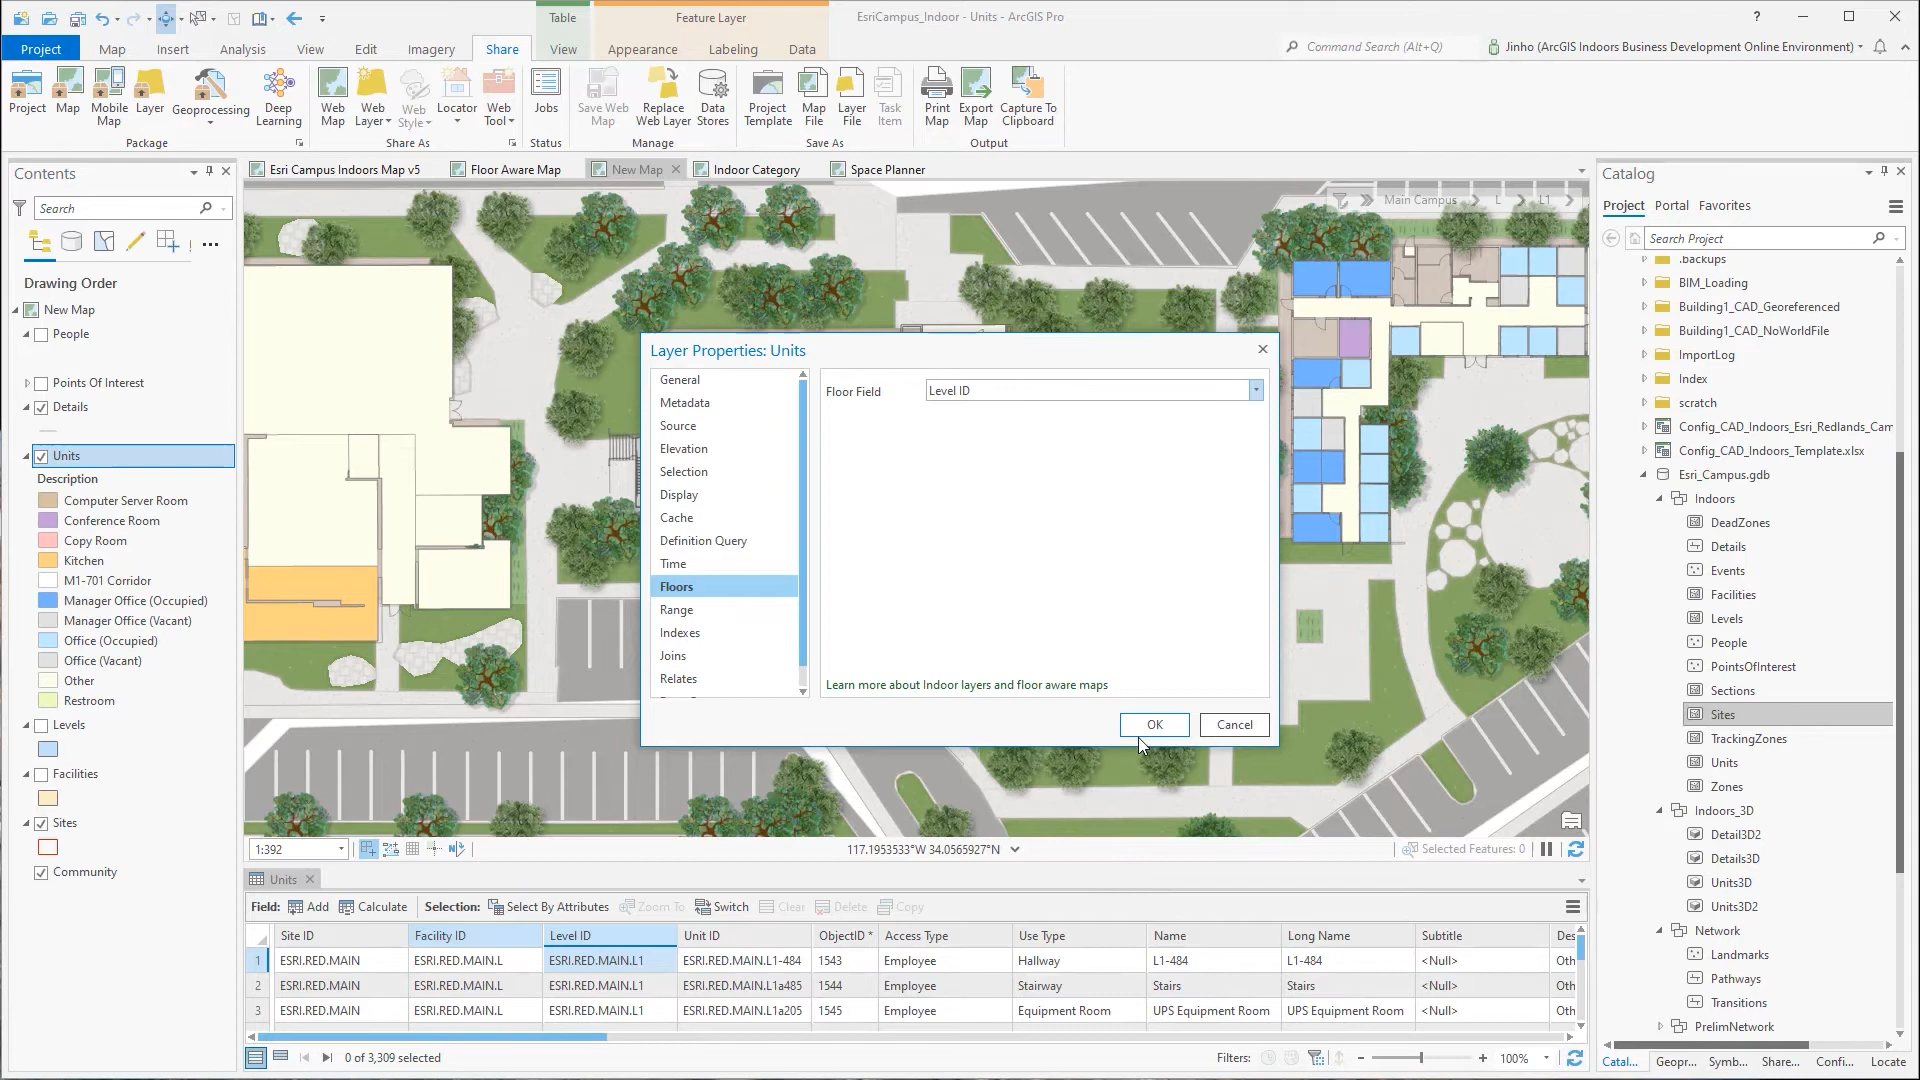 Table
Feature Layer
EsriCampus_Indoor - Units - ArcGIS Pro
?
Project
Map
Insert
Analysis
View
Edit
Imagery
Share
View
Appearance
Labeling
Data
Command Search (Alt+Q)
Jinho (ArcGIS Indoors Business Development Online Environment)
Project
Map
Mobile Map
Layer
Geoprocessing
Deep Learning
Web Map
Web Layer
Web Style
Locator
Web Tool
Jobs
Save Web Map
Replace Web Layer
Data Stores
Project Template
Map File
Layer File
Task Item
Print Map
Export Map
Capture To Clipboard
Package
Share As
Status
Manage
Save As
Output
Contents
Search
Drawing Order
New Map
People
Points Of Interest
Details
Units
Description
Computer Server Room
Conference Room
Copy Room
Kitchen
M1-701 Corridor
Manager Office (Occupied)
Manager Office (Vacant)
Office (Occupied)
Office (Vacant)
Other
Restroom
Levels
Facilities
Sites
Community
Esri Campus Indoors Map v5
Floor Aware Map
New Map
Indoor Category
Space Planner
Main Campus
L
L1
Layer Properties: Units
General
Metadata
Source
Elevation
Selection
Display
Cache
Definition Query
Time
Floors
Range
Indexes
Joins
Relates
Floor Field
Level ID
Learn more about Indoor layers and floor aware maps
OK
Cancel
1:392
117.1953533°W 34.0565927°N
Selected Features: 0
Units
Field:
Add
Calculate
Selection:
Select By Attributes
Zoom To
Switch
Clear
Delete
Copy
Site ID Facility ID Level ID Unit ID ObjectID * Access Type Use Type Name Long Name Subtitle Des
1 ESRI.RED.MAIN ESRI.RED.MAIN.L ESRI.RED.MAIN.L1 ESRI.RED.MAIN.L1-484 1543 Employee Hallway L1-484 L1-484 <Null> Oth
2 ESRI.RED.MAIN ESRI.RED.MAIN.L ESRI.RED.MAIN.L1 ESRI.RED.MAIN.L1a485 1544 Employee Stairway Stairs Stairs <Null> Oth
3 ESRI.RED.MAIN ESRI.RED.MAIN.L ESRI.RED.MAIN.L1 ESRI.RED.MAIN.L1a205 1545 Employee Equipment Room UPS Equipment Room UPS Equipment Room <Null> Oth
0 of 3,309 selected
Filters:
100%
Catalog
Project
Portal
Favorites
Search Project
.backups
BIM_Loading
Building1_CAD_Georeferenced
Building1_CAD_NoWorldFile
ImportLog
Index
scratch
Config_CAD_Indoors_Esri_Redlands_Cam
Config_CAD_Indoors_Template.xlsx
Esri_Campus.gdb
Indoors
DeadZones
Details
Events
Facilities
Levels
People
PointsOfInterest
Sections
Sites
TrackingZones
Units
Zones
Indoors_3D
Detail3D2
Details3D
Units3D
Units3D2
Network
Landmarks
Pathways
Transitions
PrelimNetwork
Catal...
Geopr...
Symb...
Share...
Confi...
Locate